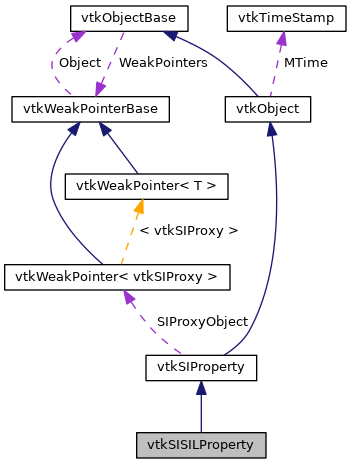 vtkObjectBase
vtkTimeStamp
Object
WeakPointers
MTime
vtkWeakPointerBase
vtkObject
vtkWeakPointer< T >
< vtkSIProxy >
vtkWeakPointer< vtkSIProxy >
SIProxyObject
vtkSIProperty
vtkSISILProperty